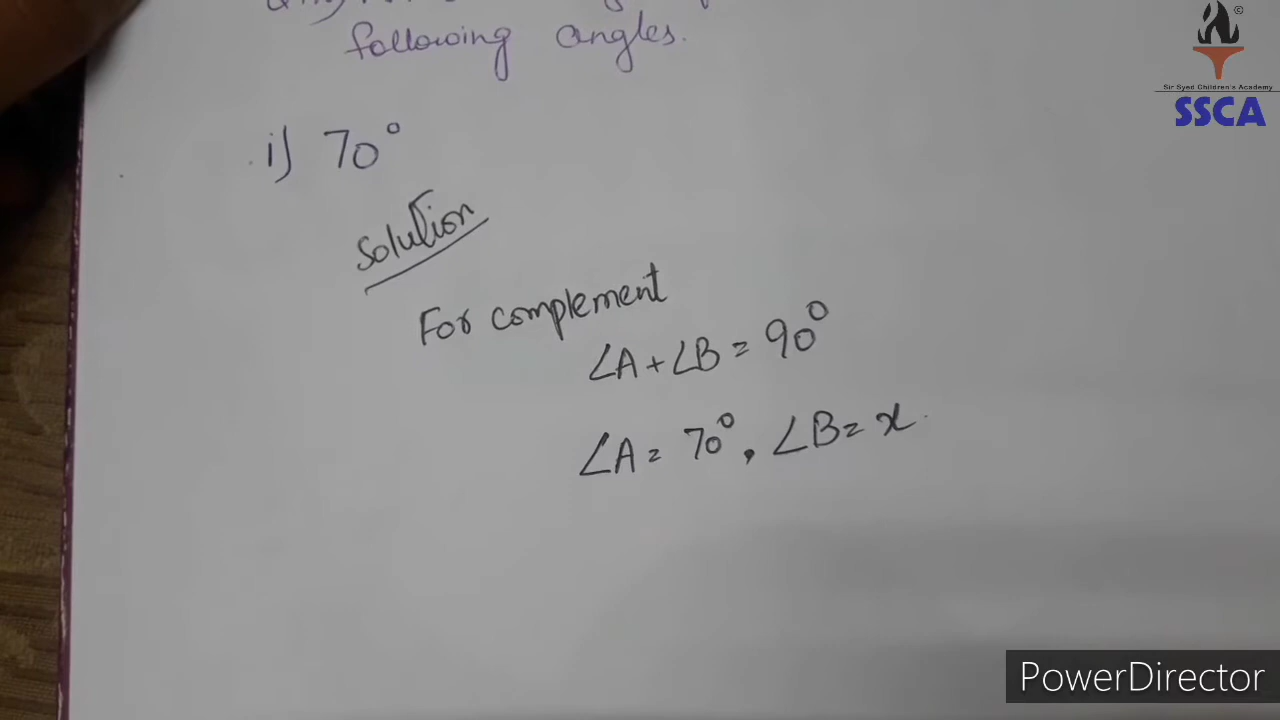 following angles.
i) 70°
Solution
For complement
∠A + ∠B = 90°
∠A = 70°, ∠B = x
©
Sir Syed Children's Academy
SSCA
PowerDirector